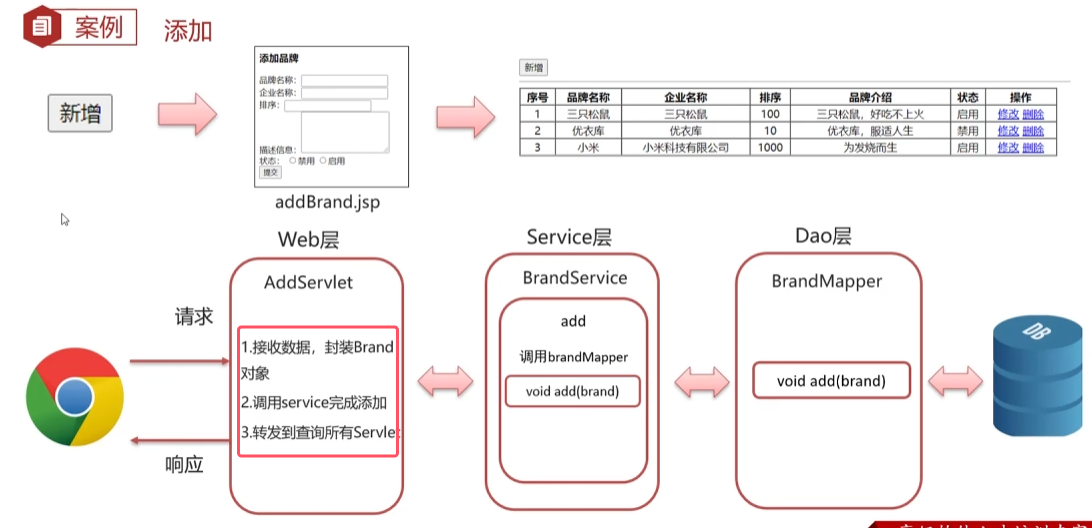 案例
添加
新增
添加品牌
品牌名称:
企业名称:
排序:
描述信息:
状态: 禁用 启用
提交
addBrand.jsp
新增
序号 品牌名称 企业名称 排序 品牌介绍 状态 操作
1 三只松鼠 三只松鼠 100 三只松鼠，好吃不上火 启用 修改 删除
2 优衣库 优衣库 10 优衣库，服适人生 禁用 修改 删除
3 小米 小米科技有限公司 1000 为发烧而生 启用 修改 删除
Web层
AddServlet
请求
1.接收数据，封装Brand
对象
2.调用service完成添加
3.转发到查询所有Servlet
响应
Service层
BrandService
add
调用brandMapper
void add(brand)
Dao层
BrandMapper
void add(brand)
DB